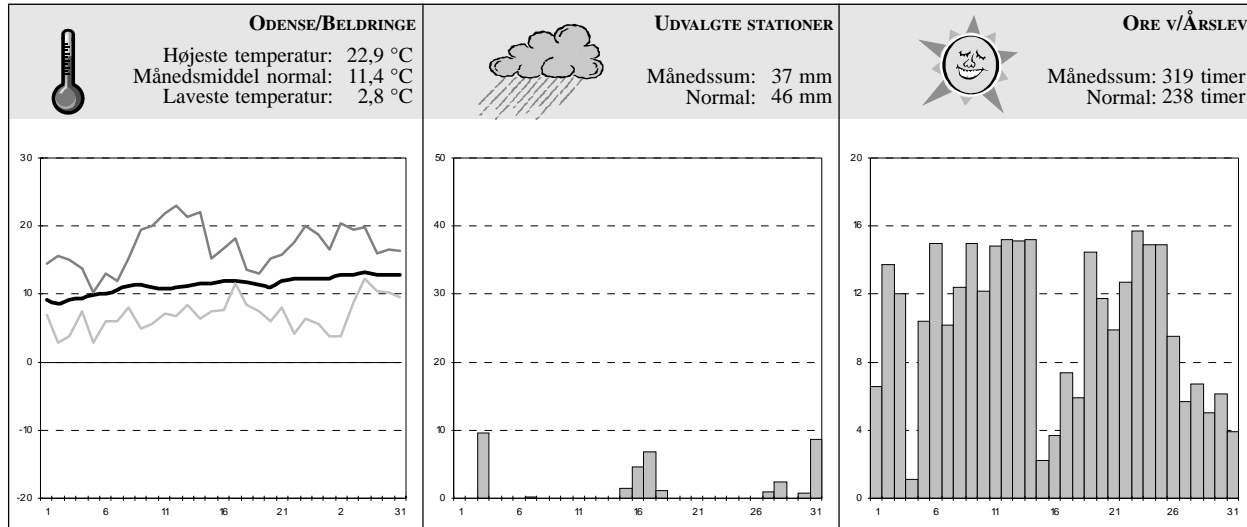 ODENSE/BELDRINGE
Højeste temperatur: 22,9 °C
Månedsmiddel normal: 11,4 °C
Laveste temperatur: 2,8 °C
30
20
10
0
-10
-20
1 6 11 16 21 2 31
UDVALGTE STATIONER
Månedssum: 37 mm
Normal: 46 mm
50
40
30
20
10
0
1 6 11 16 21 26 31
ORE V/ÅRSLEV
Månedssum: 319 timer
Normal: 238 timer
20
16
12
8
4
0
1 6 11 16 21 26 31